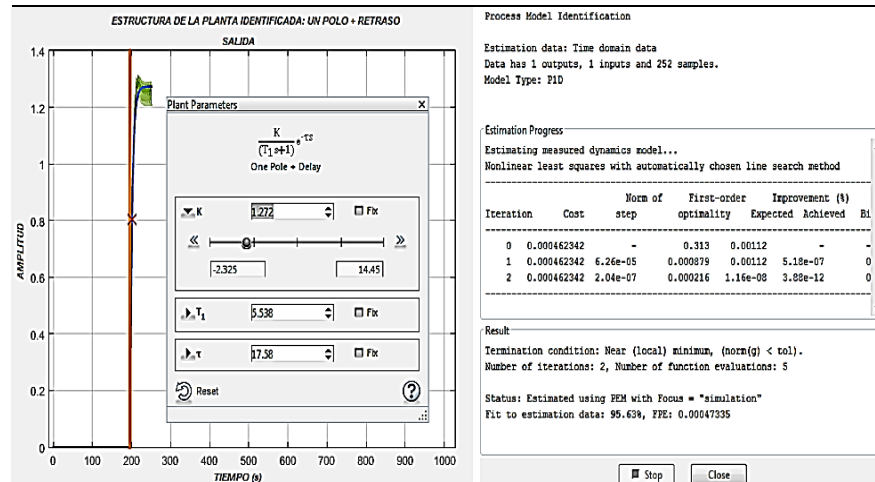 ESTRUCTURA DE LA PLANTA IDENTIFICADA: UN POLO + RETRASO
SALIDA
AMPLITUD
1.4
1.2
1
0.8
0.6
0.4
0.2
0
0 100 200 300 400 500 600 700 800 900 1000
TIEMPO (s)
Plant Parameters x
K
(T1s+1) e-τs
One Pole + Delay
K 1.272 Fix
-2.325 14.45
T1 5.538 Fix
τ 17.58 Fix
Reset ?
Process Model Identification
Estimation data: Time domain data
Data has 1 outputs, 1 inputs and 252 samples.
Model Type: P1D
Estimation Progress
Estimating measured dynamics model...
Nonlinear least squares with automatically chosen line search method
Norm of First-order Improvement (%)
Iteration Cost step optimality Expected Achieved Bi
0 0.000462342 - 0.313 0.00112 - -
1 0.000462342 6.26e-05 0.000879 0.00112 5.18e-07 0
2 0.000462342 2.04e-07 0.000216 1.16e-08 3.88e-12 0
Result
Termination condition: Near (local) minimum, (norm(g) < tol).
Number of iterations: 2, Number of function evaluations: 5
Status: Estimated using PEM with Focus = "simulation"
Fit to estimation data: 95.63%, FPE: 0.00047335
Stop Close